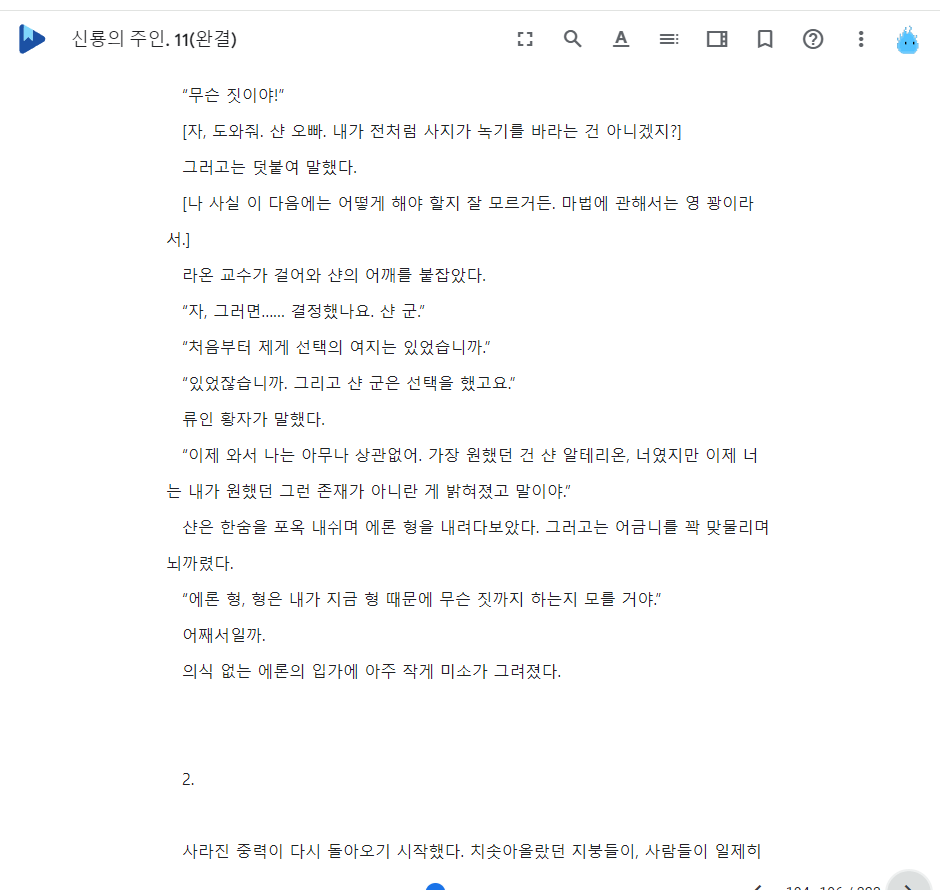 신룡의 주인. 11(완결)
“무슨 짓이야!”
[자, 도와줘. 샨 오빠. 내가 전처럼 사지가 녹기를 바라는 건 아니겠지?]
그러고는 덧붙여 말했다.
[나 사실 이 다음에는 어떻게 해야 할지 잘 모르거든. 마법에 관해서는 영 꽝이라
서.]
라온 교수가 걸어와 샨의 어깨를 붙잡았다.
“자, 그러면...... 결정했나요. 샨 군.”
“처음부터 제게 선택의 여지는 있었습니까.”
“있었잖습니까. 그리고 샨 군은 선택을 했고요.”
류인 황자가 말했다.
“이제 와서 나는 아무나 상관없어. 가장 원했던 건 샨 알테리온, 너였지만 이제 너
는 내가 원했던 그런 존재가 아니란 게 밝혀졌고 말이야.”
샨은 한숨을 포옥 내쉬며 에론 형을 내려다보았다. 그러고는 어금니를 꽉 맞물리며
뇌까렸다.
“에론 형, 형은 내가 지금 형 때문에 무슨 짓까지 하는지 모를 거야.”
어째서일까.
의식 없는 에론의 입가에 아주 작게 미소가 그려졌다.
2.
사라진 중력이 다시 돌아오기 시작했다. 치솟아올랐던 지붕들이, 사람들이 일제히